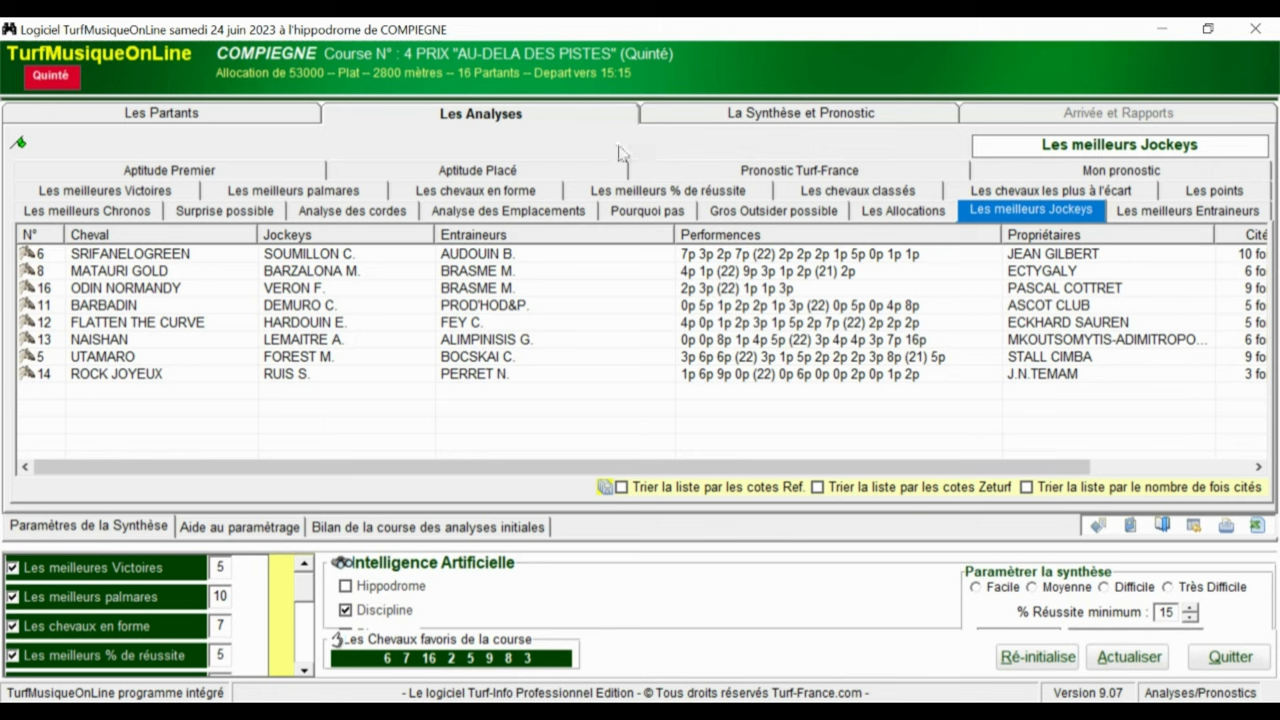 Logiciel TurfMusiqueOnLine samedi 24 juin 2023 à l'hippodrome de COMPIEGNE
TurfMusiqueOnLine COMPIEGNE Course N° : 4 PRIX "AU-DELA DES PISTES" (Quinté)
Quinté Allocation de 53000 -- Plat -- 2800 mètres -- 16 Partants -- Depart vers 15:15
Les Partants Les Analyses La Synthèse et Pronostic Arrivée et Rapports
Les meilleurs Jockeys
Aptitude Premier Aptitude Placé Pronostic Turf-France Mon pronostic
Les meilleures Victoires Les meilleurs palmares Les chevaux en forme Les meilleurs % de réussite Les chevaux classés Les chevaux les plus à l'écart Les points
Les meilleurs Chronos Surprise possible Analyse des cordes Analyse des Emplacements Pourquoi pas Gros Outsider possible Les Allocations Les meilleurs Jockeys Les meilleurs Entraineurs
N° Cheval Jockeys Entraineurs Performences Propriétaires Cité
6 SRIFANELOGREEN SOUMILLON C. AUDOUIN B. 7p 3p 2p 7p (22) 2p 2p 2p 1p 5p 0p 1p 1p JEAN GILBERT 10 fo
8 MATAURI GOLD BARZALONA M. BRASME M. 4p 1p (22) 9p 3p 1p 2p (21) 2p ECTYGALY 6 fo
16 ODIN NORMANDY VERON F. BRASME M. 2p 3p (22) 1p 1p 3p PASCAL COTTRET 9 fo
11 BARBADIN DEMURO C. PROD'HOD&P. 0p 5p 1p 2p 2p 1p 3p (22) 0p 5p 0p 4p 8p ASCOT CLUB 5 fo
12 FLATTEN THE CURVE HARDOUIN E. FEY C. 4p 0p 1p 2p 3p 1p 5p 2p 7p (22) 2p 2p 2p ECKHARD SAUREN 5 fo
13 NAISHAN LEMAITRE A. ALIMPINISIS G. 0p 0p 8p 1p 4p 5p (22) 3p 4p 4p 3p 7p 16p MKOUTSOMYTIS-ADIMITROPO... 6 fo
5 UTAMARO FOREST M. BOCSKAI C. 3p 6p 6p (22) 3p 1p 5p 2p 2p 2p 3p 8p (21) 5p STALL CIMBA 9 fo
14 ROCK JOYEUX RUIS S. PERRET N. 1p 6p 9p 0p (22) 0p 6p 0p 0p 2p 0p 1p 2p J.N.TEMAM 3 fo
Trier la liste par les cotes Ref. Trier la liste par les cotes Zeturf Trier la liste par le nombre de fois cités
Paramètres de la Synthèse Aide au paramètrage Bilan de la course des analyses initiales
Les meilleures Victoires 5
Les meilleurs palmares 10
Les chevaux en forme 7
Les meilleurs % de réussite 5
Intelligence Artificielle
Hippodrome
Discipline
Les Chevaux favoris de la course
6 7 16 2 5 9 8 3
Paramètrer la synthèse
Facile Moyenne Difficile Très Difficile
% Réussite minimum : 15
Ré-initialise Actualiser Quitter
TurfMusiqueOnLine programme intégré - Le logiciel Turf-Info Professionnel Edition - © Tous droits réservés Turf-France.com - Version 9.07 Analyses/Pronostics